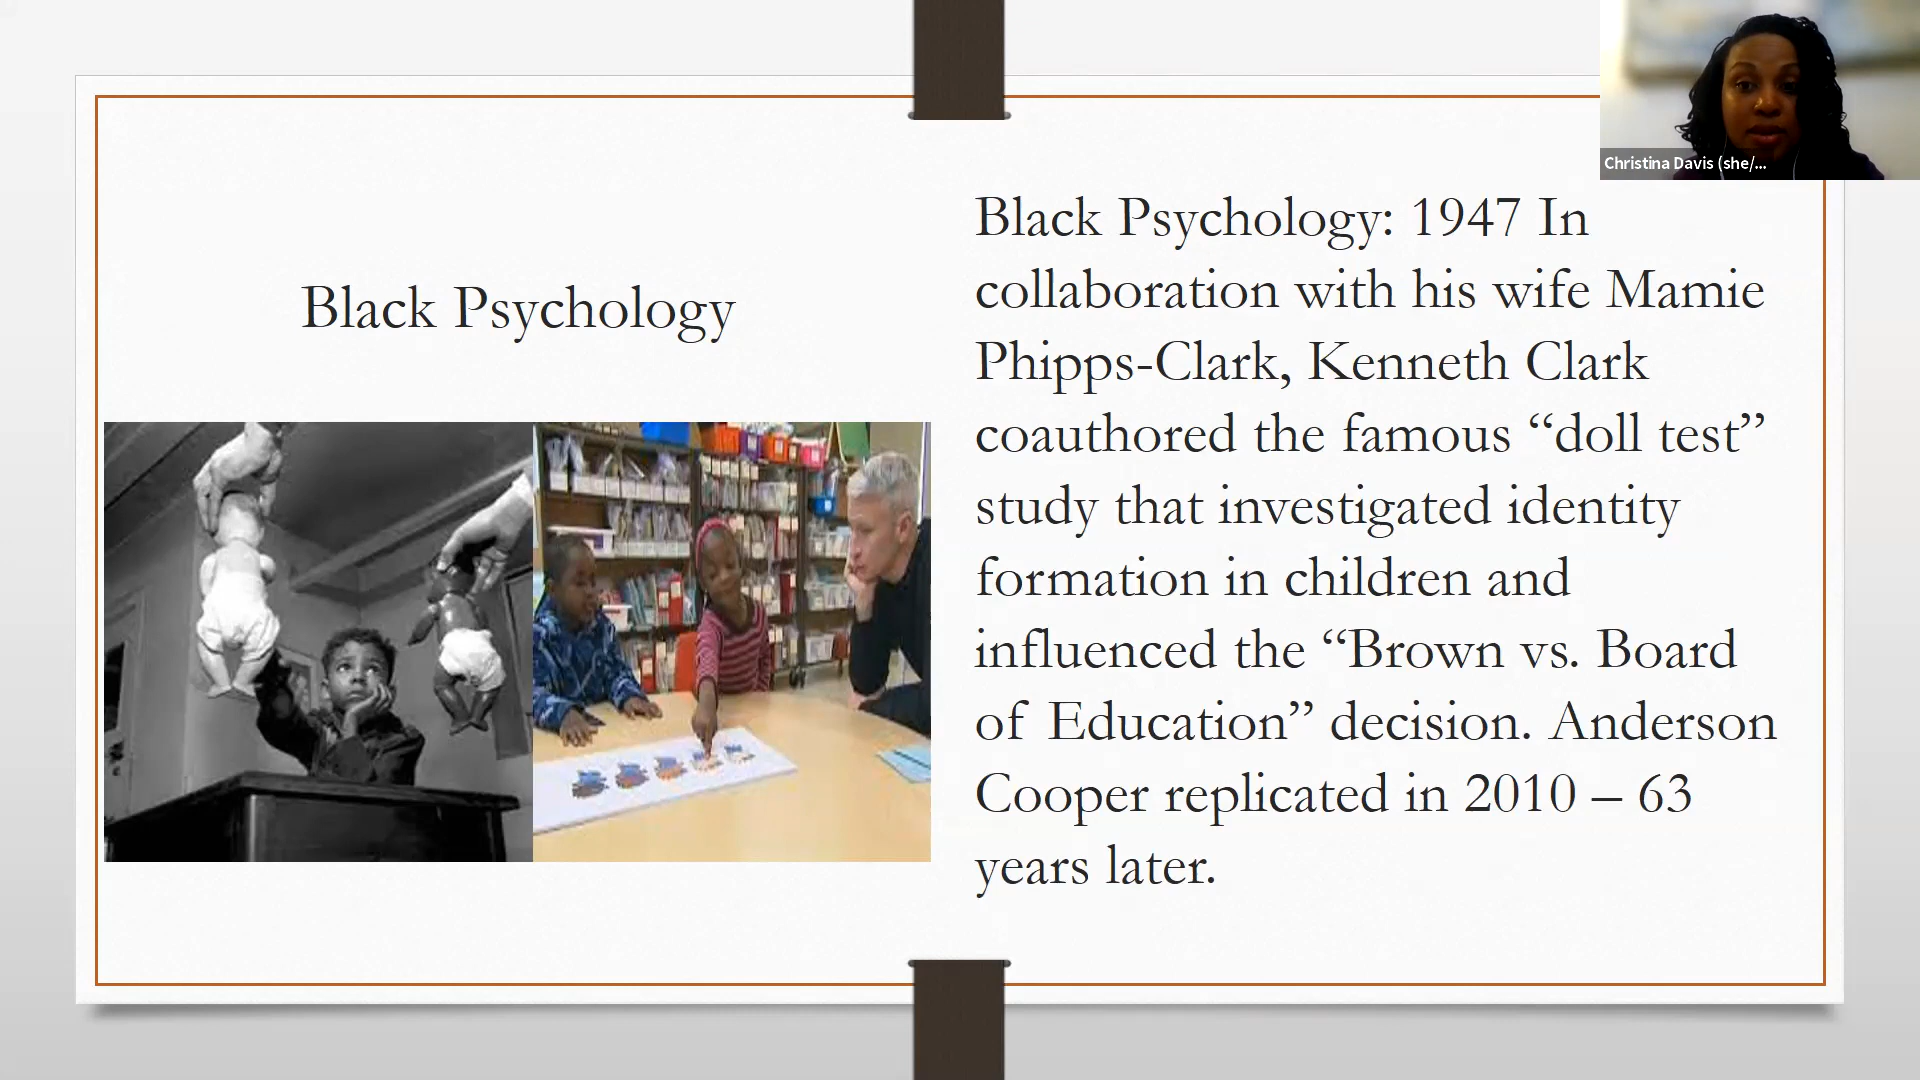 Christina Davis (she/...
Black Psychology
Black Psychology: 1947 In
collaboration with his wife Mamie
Phipps-Clark, Kenneth Clark
coauthored the famous “doll test”
study that investigated identity
formation in children and
influenced the “Brown vs. Board
of Education” decision. Anderson
Cooper replicated in 2010 – 63
years later.